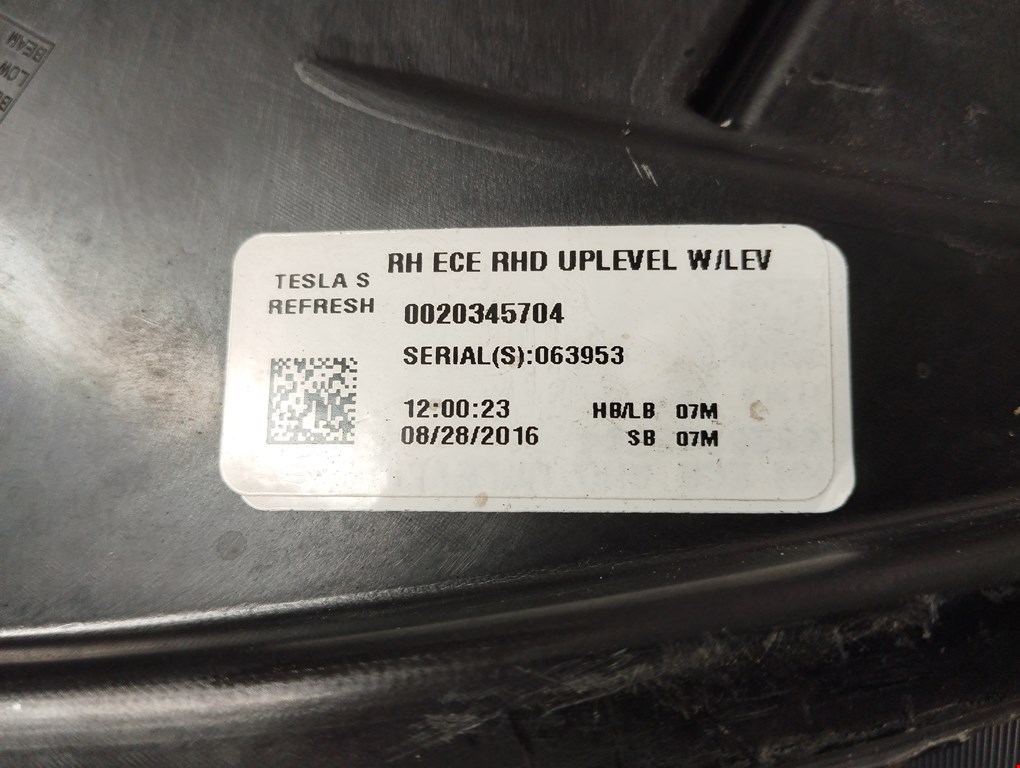 BEAM
LOW
RH ECE RHD UPLEVEL W/LEV
TESLA S
REFRESH
0020345704
SERIAL(S):063953
12:00:23 HB/LB 07M
08/28/2016 SB 07M